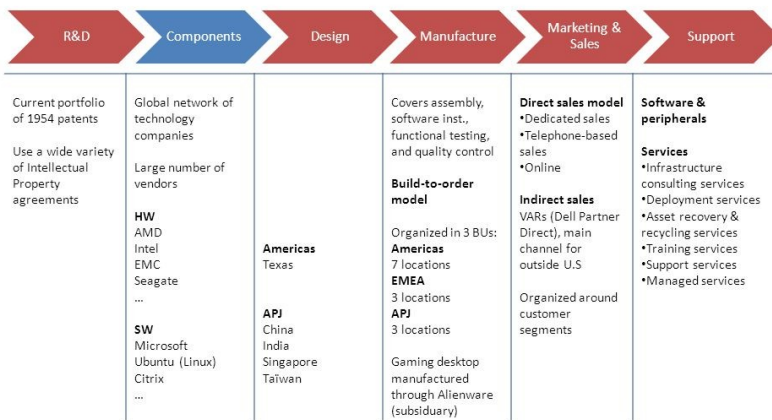 R&D
Components
Design
Manufacture
Marketing &
Sales
Support
Current portfolio
of 1954 patents
Use a wide variety
of Intellectual
Property
agreements
Global network of
technology
companies
Large number of
vendors
HW
AMD
Intel
EMC
Seagate
...
SW
Microsoft
Ubuntu (Linux)
Citrix
...
Americas
Texas
APJ
China
India
Singapore
Taïwan
Covers assembly,
software inst.,
functional testing,
and quality control
Build-to-order
model
Organized in 3 BUs:
Americas
7 locations
EMEA
3 locations
APJ
3 locations
Gaming desktop
manufactured
through Alienware
(subsiduary)
Direct sales model
•Dedicated sales
•Telephone-based
sales
•Online
Indirect sales
VARs (Dell Partner
Direct), main
channel for
outside U.S
Organized around
customer
segments
Software &
peripherals
Services
•Infrastructure
consulting services
•Deployment services
•Asset recovery &
recycling services
•Training services
•Support services
•Managed services